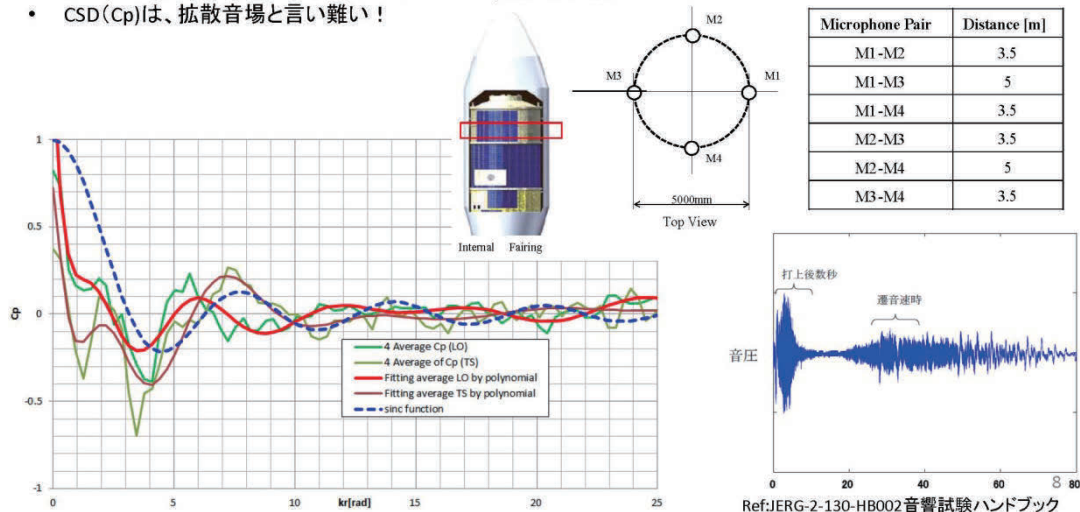 • CSD(Cp)は、拡散音場と言い難い！
M2
M3
M1
M4
5000mm
Top View
Internal Fairing
Microphone Pair Distance [m]
M1-M2 3.5
M1-M3 5
M1-M4 3.5
M2-M3 3.5
M2-M4 5
M3-M4 3.5
1
0.5
0
-0.5
-1
Cp
0 5 10 15 20 25
kr[rad]
4 Average Cp (LO)
4 Average of Cp (TS)
Fitting average LO by polynomial
Fitting average TS by polynomial
sinc function
打上後数秒
遷音速時
音圧
0 20 40 60 80
8
Ref:JERG-2-130-HB002音響試験ハンドブック